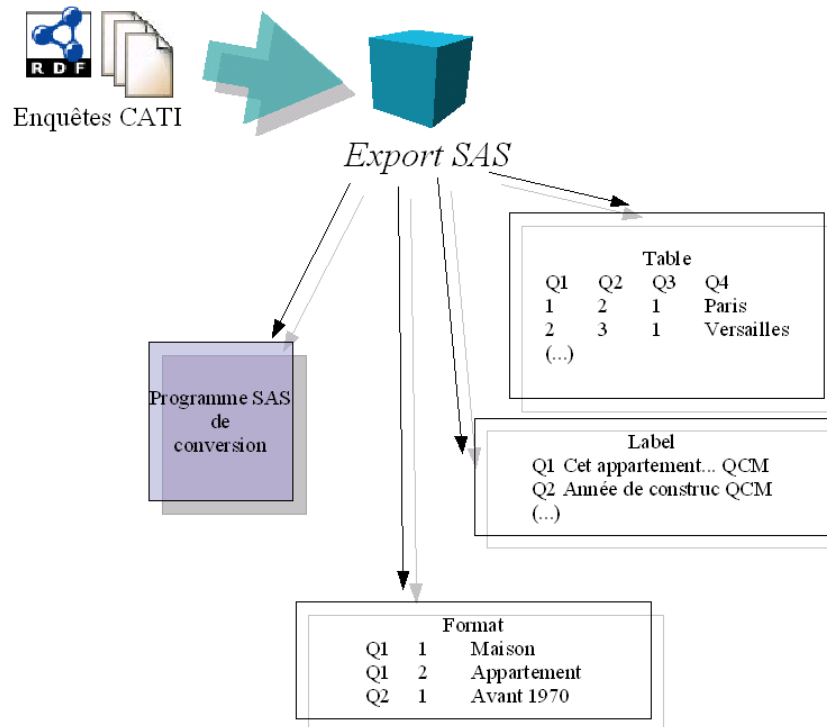 RDF
Enquêtes CATI
Export SAS
Table
Q1 Q2 Q3 Q4
1 2 1 Paris
2 3 1 Versailles
(...)
Programme SAS
de
conversion
Label
Q1 Cet appartement... QCM
Q2 Année de construc QCM
(...)
Format
Q1 1 Maison
Q1 2 Appartement
Q2 1 Avant 1970